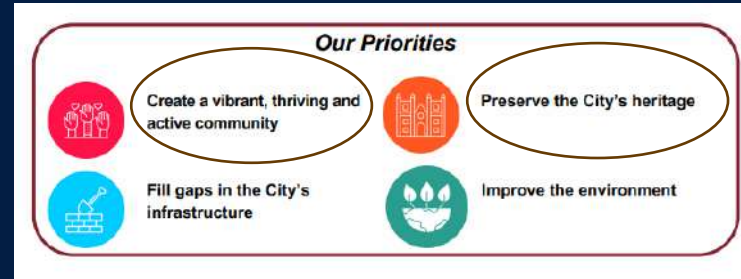 Our Priorities
Create a vibrant, thriving and
active community
Preserve the City's heritage
Fill gaps in the City's
infrastructure
Improve the environment